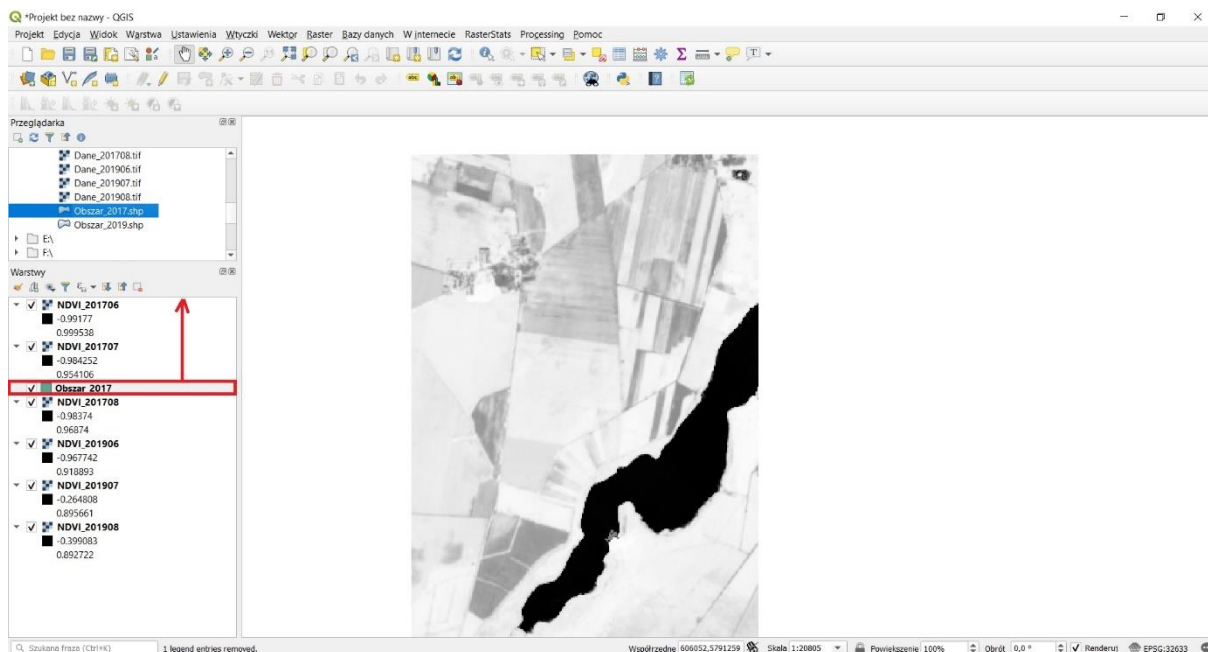 *Projekt bez nazwy - QGIS
Projekt Edycja Widok Warstwa Ustawienia Wtyczki Wektor Raster Bazy danych W internecie RasterStats Processing Pomoc
Przeglądarka
Dane_201708.tif
Dane_201906.tif
Dane_201907.tif
Dane_201908.tif
Obszar_2017.shp
Obszar_2019.shp
E:\
F:\
Warstwy
NDVI_201706
-0.99177
0.999538
NDVI_201707
-0.984252
0.954106
Obszar_2017
NDVI_201708
-0.98374
0.96874
NDVI_201906
-0.967742
0.918893
NDVI_201907
-0.264808
0.895661
NDVI_201908
-0.399083
0.892722
Szukana fraza (Ctrl+K) 1 legend entries removed. Współrzędne 606052,5791259 Skala 1:20805 Powiększenie 100% Obrót 0,0 ° Renderuj EPSG:32633